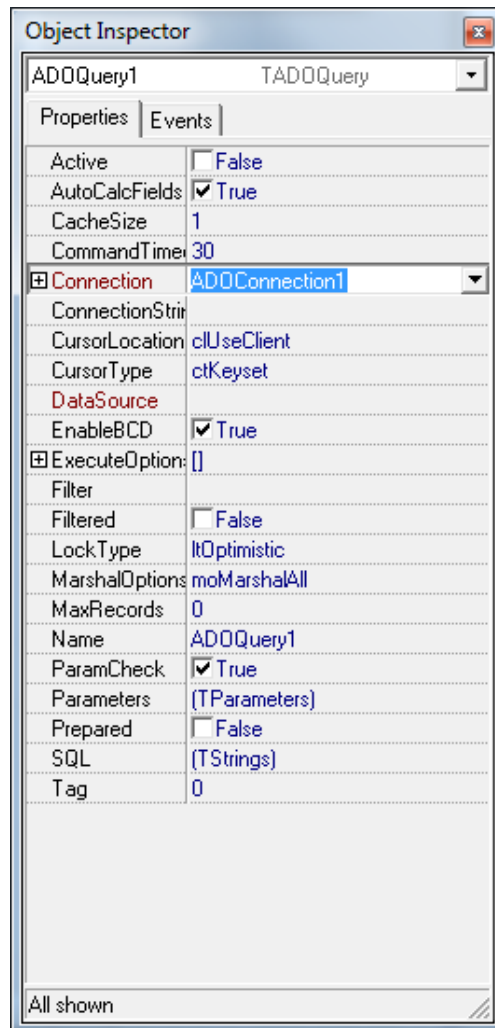 Object Inspector
ADOQuery1 TADOQuery
Properties Events
Active False
AutoCalcFields True
CacheSize 1
CommandTime 30
Connection ADOConnection1
ConnectionStrin
CursorLocation clUseClient
CursorType ctKeyset
DataSource
EnableBCD True
ExecuteOption: []
Filter
Filtered False
LockType ltOptimistic
MarshalOptions moMarshalAll
MaxRecords 0
Name ADOQuery1
ParamCheck True
Parameters (TParameters)
Prepared False
SQL (TStrings)
Tag 0
All shown